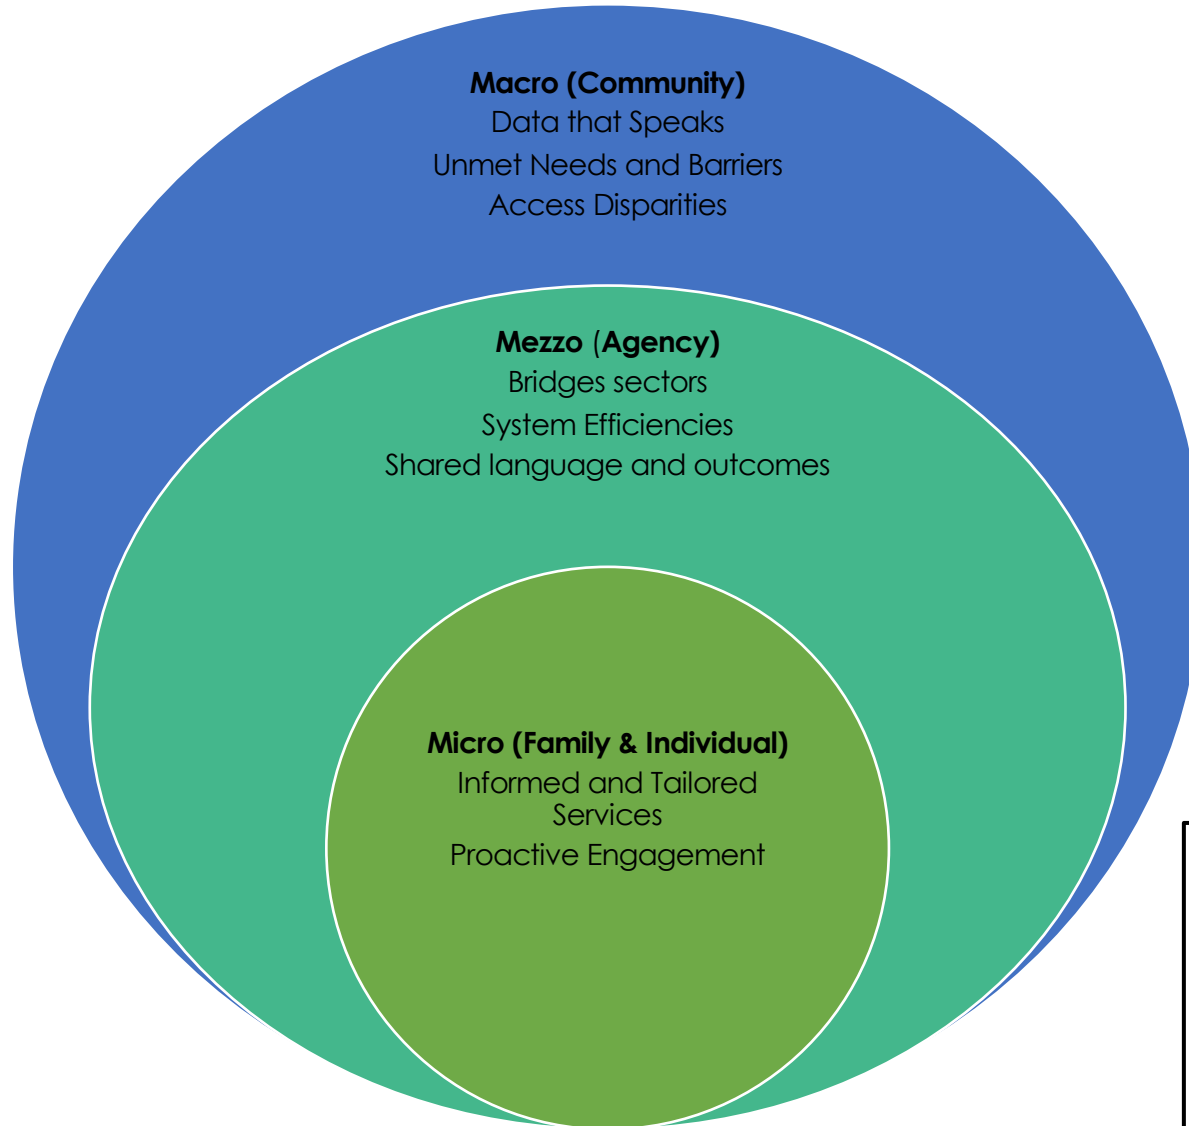 Macro (Community)
Data that Speaks
Unmet Needs and Barriers
Access Disparities
Mezzo (Agency)
Bridges sectors
System Efficiencies
Shared language and outcomes
Micro (Family & Individual)
Informed and Tailored
Services
Proactive Engagement